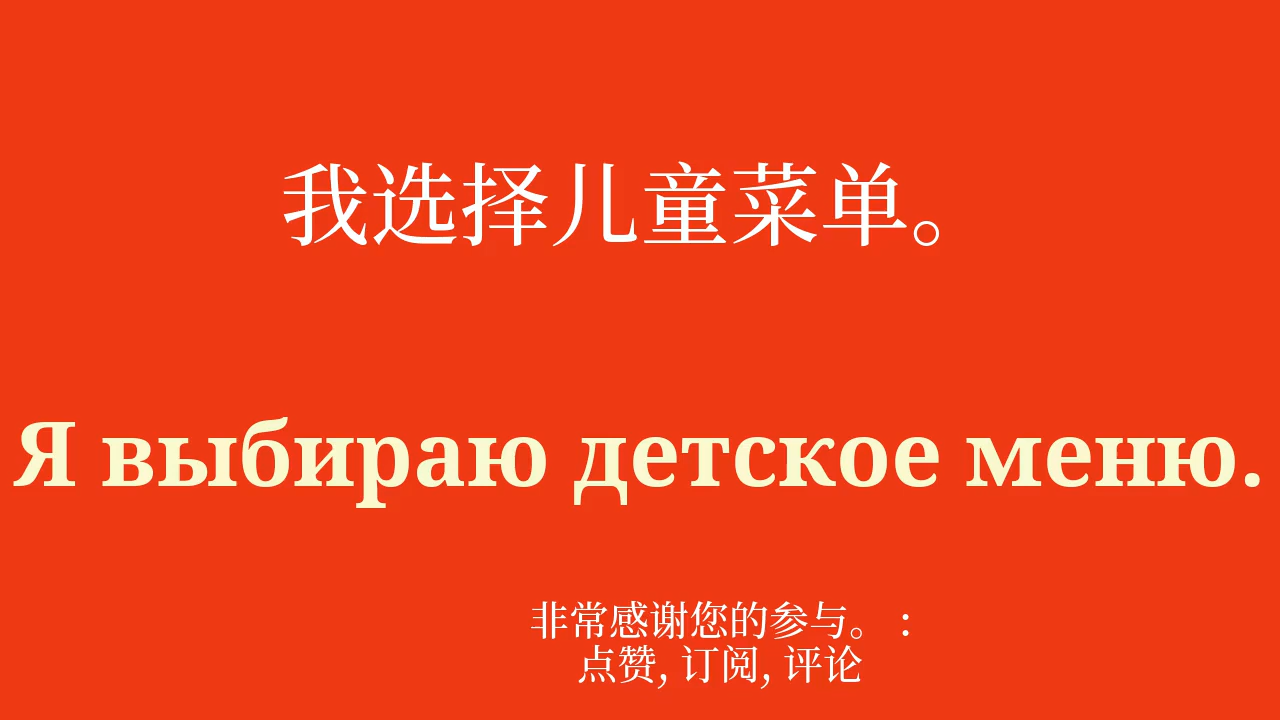 我选择儿童菜单。
Я выбираю детское меню.
非常感谢您的参与。 :
点赞, 订阅, 评论